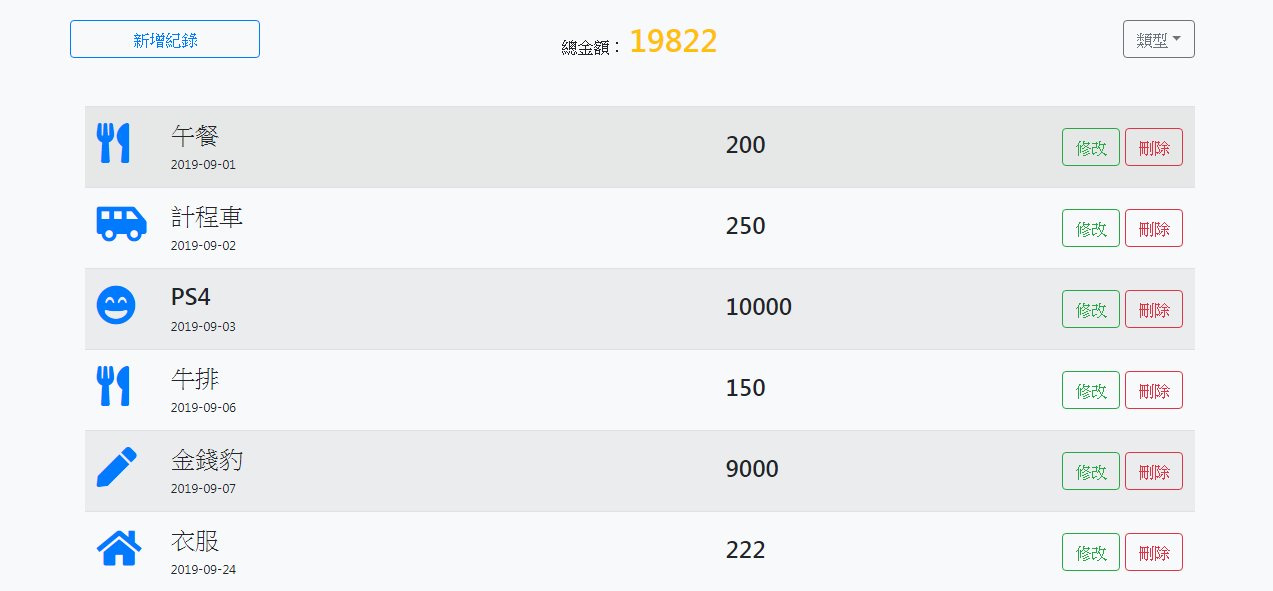 新增紀錄
總金額： 19822
類型
午餐 200 修改 刪除
2019-09-01
計程車 250 修改 刪除
2019-09-02
PS4 10000 修改 刪除
2019-09-03
牛排 150 修改 刪除
2019-09-06
金錢豹 9000 修改 刪除
2019-09-07
衣服 222 修改 刪除
2019-09-24